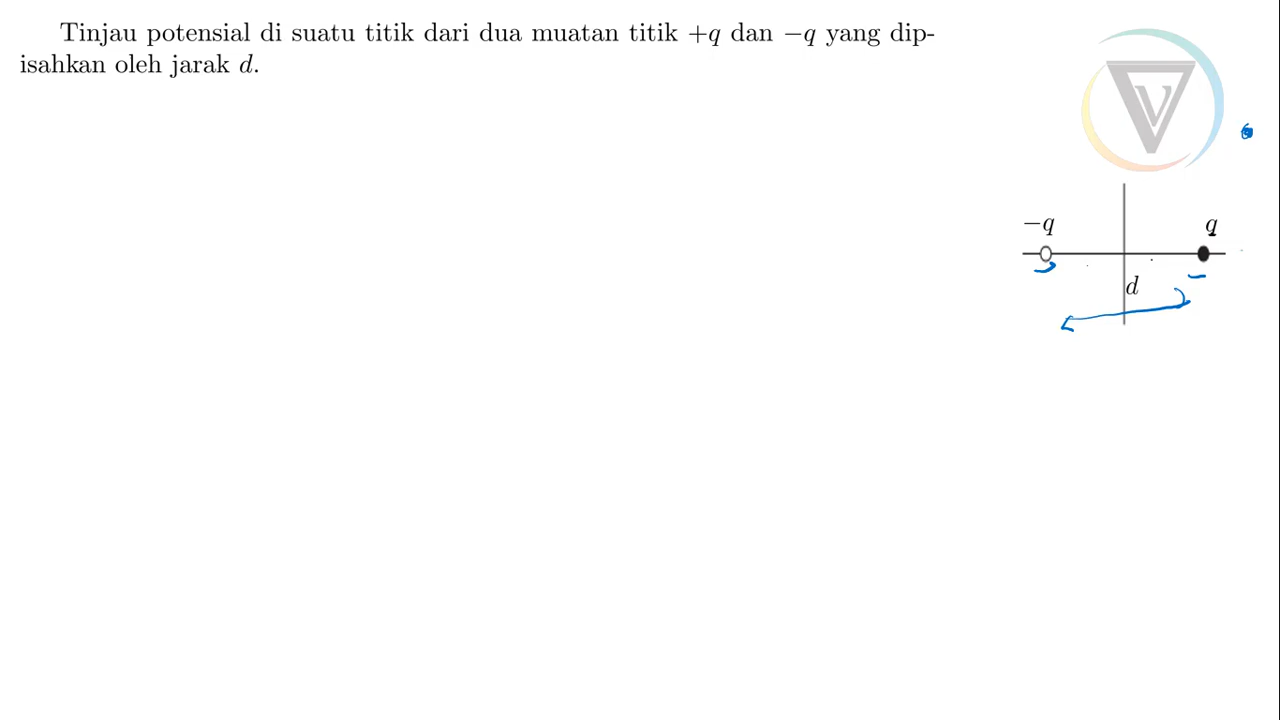 Tinjau potensial di suatu titik dari dua muatan titik +q dan −q yang dip-
isahkan oleh jarak d.
−q
q
d